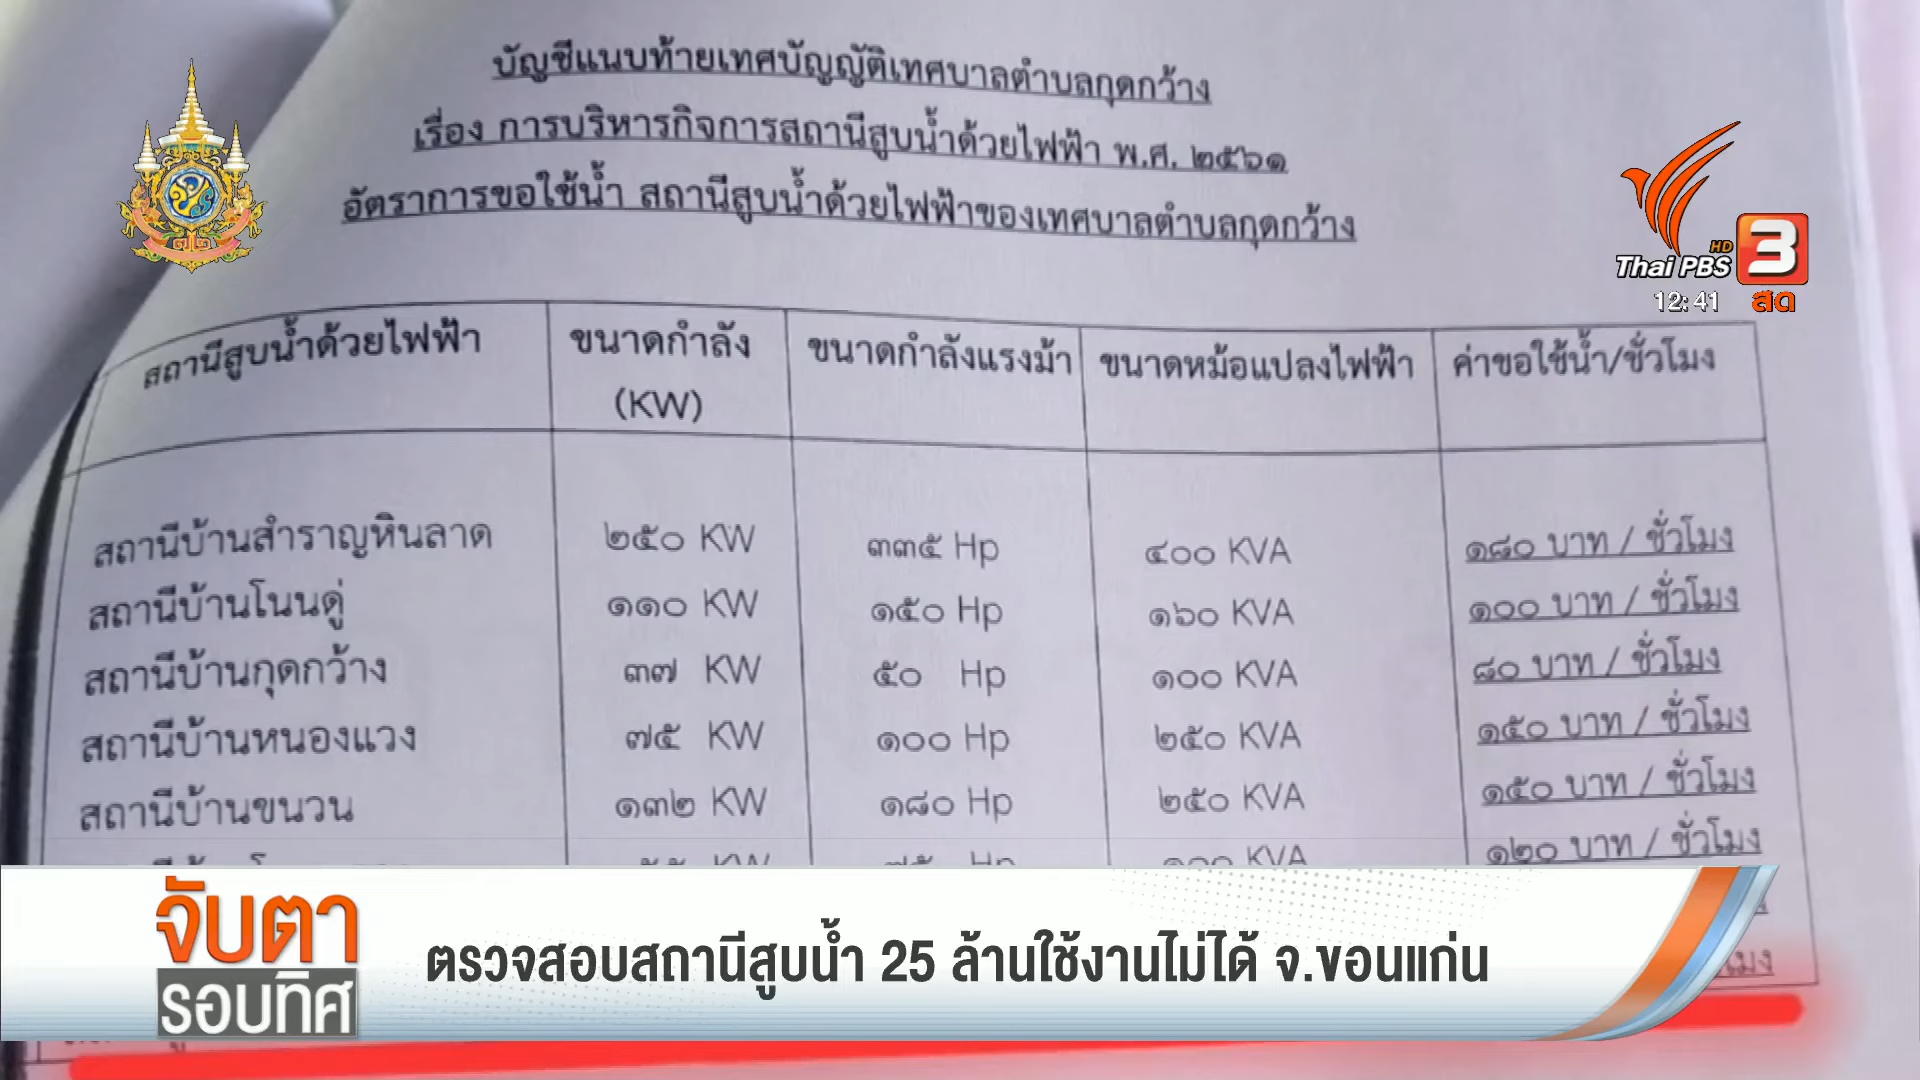 บัญชีแนบท้ายเทศบัญญัติเทศบาลตำบลกุดกว้าง
เรื่อง การบริหารกิจการสถานีสูบน้ำด้วยไฟฟ้า พ.ศ. ๒๕๖๑
อัตราการขอใช้น้ำ สถานีสูบน้ำด้วยไฟฟ้าของเทศบาลตำบลกุดกว้าง
๗๒
HD
Thai PBS 3
12:41 สด
สถานีสูบน้ำด้วยไฟฟ้า ขนาดกำลัง (KW) ขนาดกำลังแรงม้า ขนาดหม้อแปลงไฟฟ้า ค่าขอใช้น้ำ/ชั่วโมง
สถานีบ้านสำราญหินลาด ๒๕๐ KW ๓๓๕ Hp ๔๐๐ KVA ๑๘๐ บาท / ชั่วโมง
สถานีบ้านโนนดู่ ๑๑๐ KW ๑๕๐ Hp ๑๖๐ KVA ๑๐๐ บาท / ชั่วโมง
สถานีบ้านกุดกว้าง ๓๗ KW ๕๐ Hp ๑๐๐ KVA ๘๐ บาท / ชั่วโมง
สถานีบ้านหนองแวง ๗๕ KW ๑๐๐ Hp ๒๕๐ KVA ๑๕๐ บาท / ชั่วโมง
สถานีบ้านขนวน ๑๓๒ KW ๑๘๐ Hp ๒๕๐ KVA ๑๕๐ บาท / ชั่วโมง
KW Hp KVA ๑๒๐ บาท / ชั่วโมง
จับตา
รอบทิศ
ตรวจสอบสถานีสูบน้ำ 25 ล้านใช้งานไม่ได้ จ.ขอนแก่น